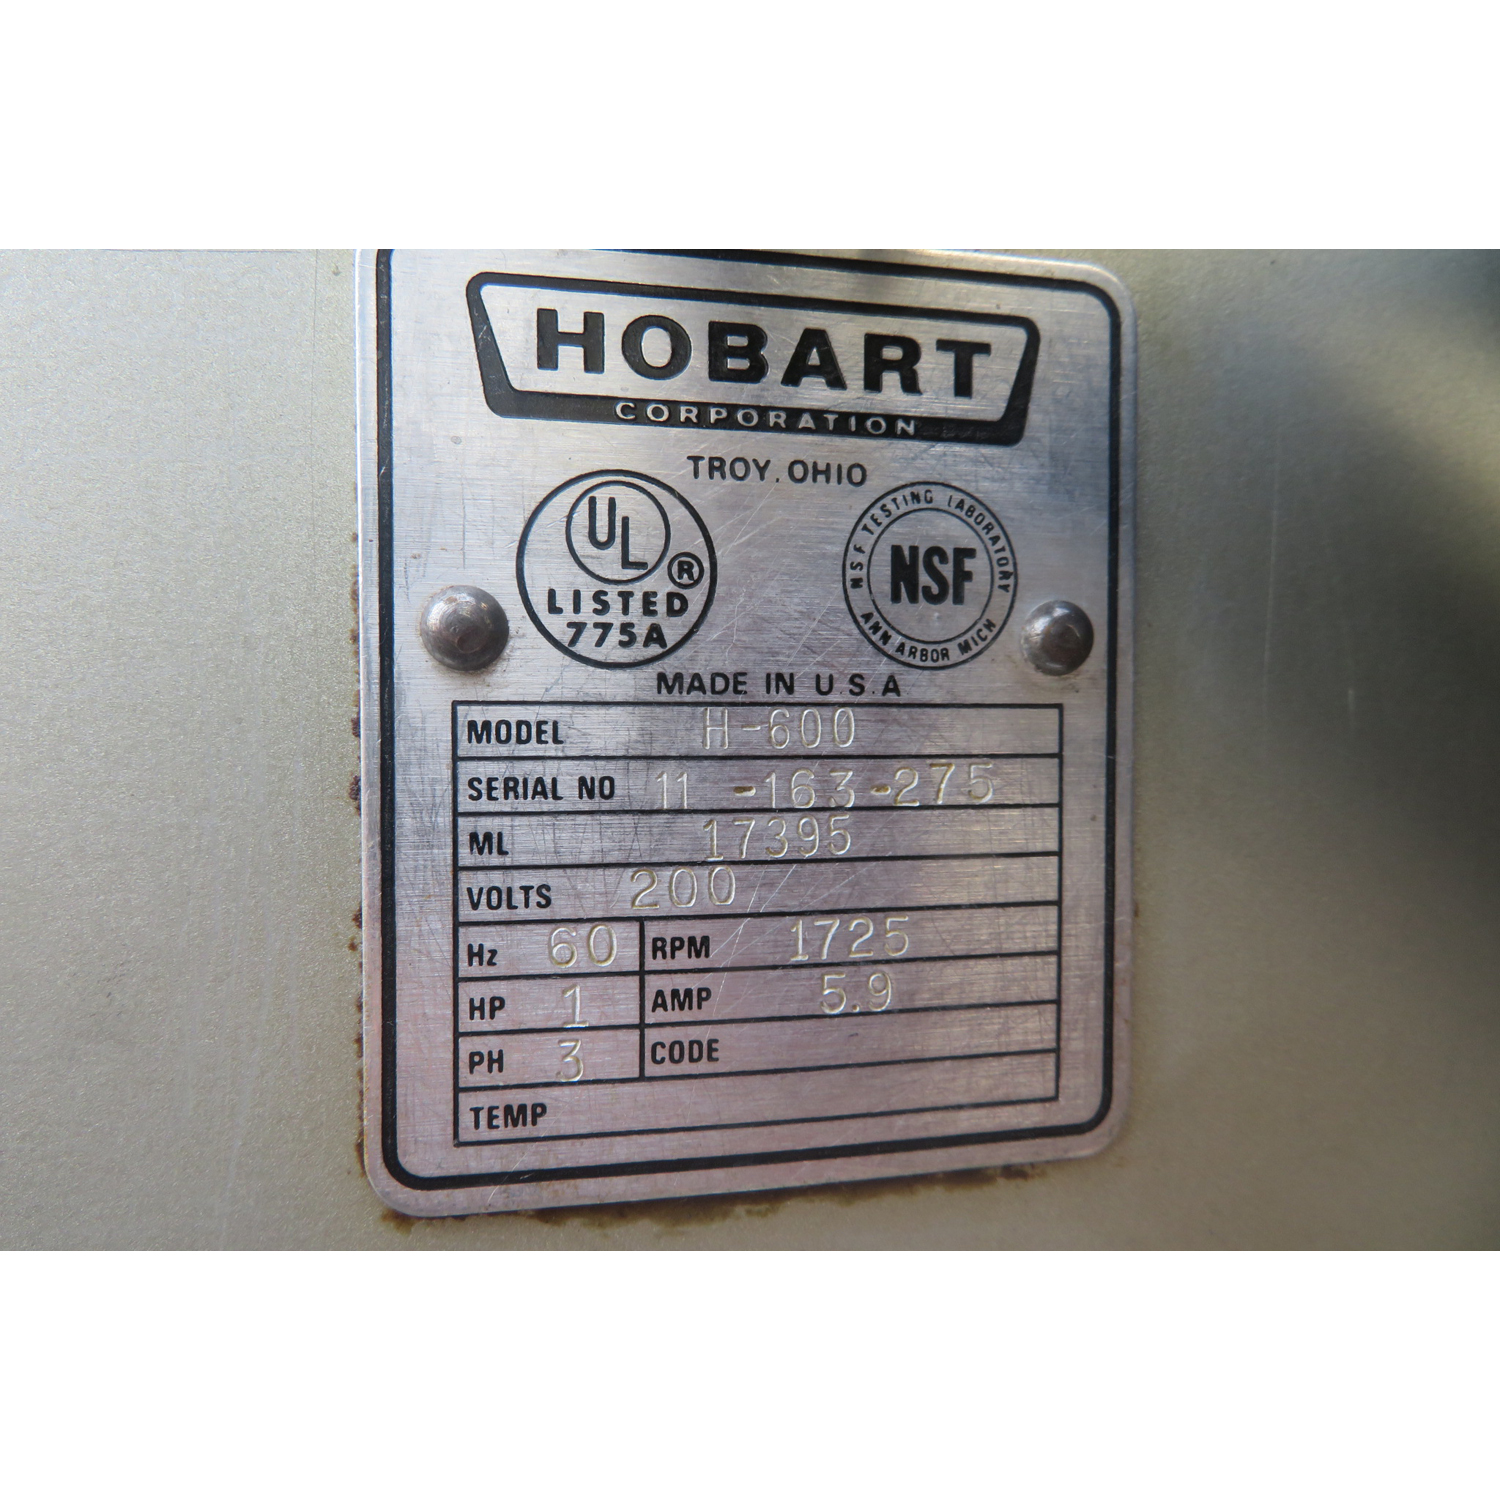 HOBART
CORPORATION
TROY, OHIO
UL ®
LISTED
775A
NSF TESTING LABORATORY
NSF
ANN ARBOR MICH
MADE IN U.S.A
MODEL H-600
SERIAL NO 11 -163-275
ML 17395
VOLTS 200
Hz 60 RPM 1725
HP 1 AMP 5.9
PH 3 CODE
TEMP